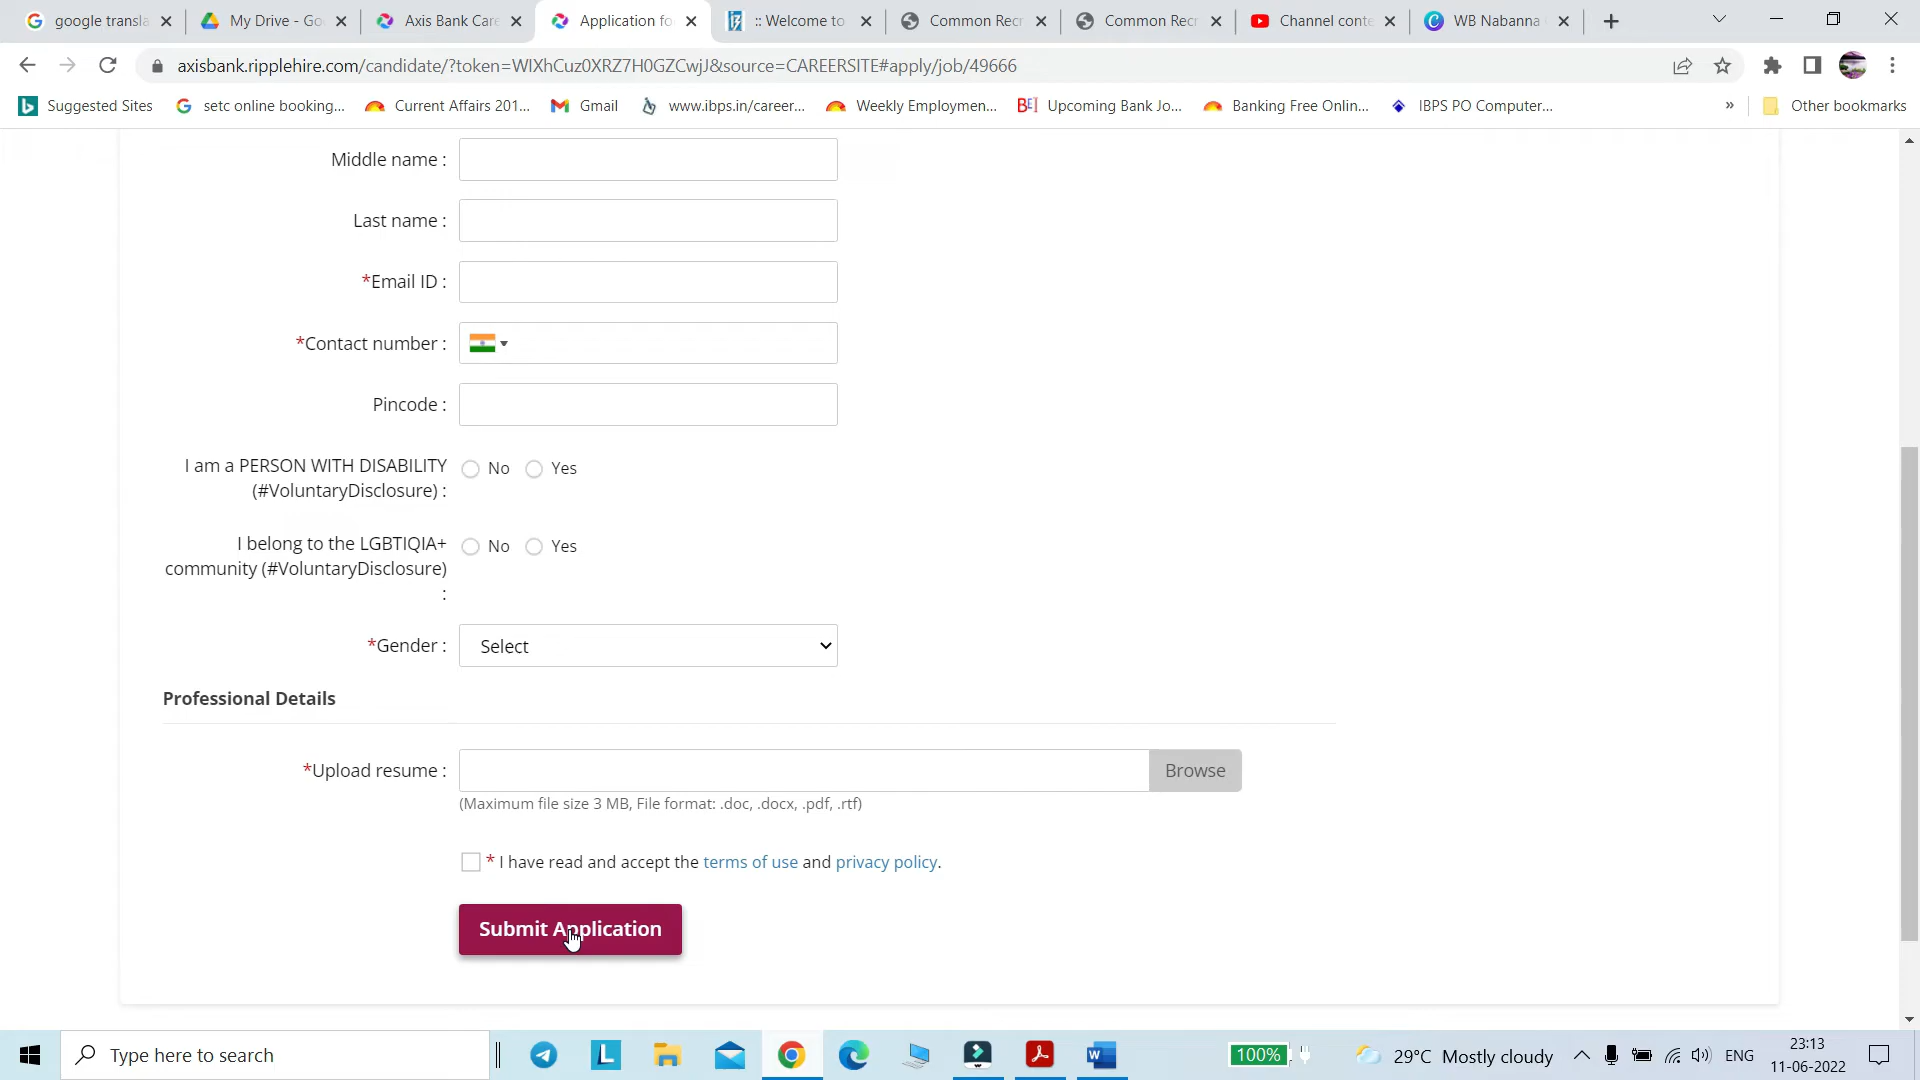 google transla
My Drive - Go
Axis Bank Care
Application fo
:: Welcome to
Common Recr
Common Recr
Channel conte
WB Nabanna
axisbank.ripplehire.com/candidate/?token=WIXhCuz0XRZ7H0GZCwjJ&source=CAREERSITE#apply/job/49666
Suggested Sites
setc online booking...
Current Affairs 201...
Gmail
www.ibps.in/career...
Weekly Employmen...
Upcoming Bank Jo...
Banking Free Onlin...
IBPS PO Computer...
»
Other bookmarks
Middle name :
Last name :
*Email ID :
*Contact number :
Pincode :
I am a PERSON WITH DISABILITY
(#VoluntaryDisclosure) :
No
Yes
I belong to the LGBTIQIA+
community (#VoluntaryDisclosure)
:
No
Yes
*Gender :
Select
Professional Details
*Upload resume :
Browse
(Maximum file size 3 MB, File format: .doc, .docx, .pdf, .rtf)
* I have read and accept the terms of use and privacy policy.
Submit Application
Type here to search
100%
29°C Mostly cloudy
ENG
23:13
11-06-2022